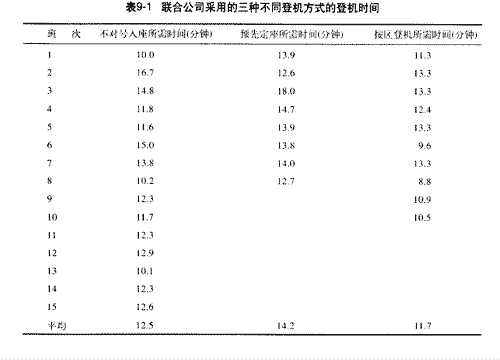 表9-1 联合公司采用的三种不同登机方式的登机时间
班 次 不对号入座所需时间(分钟) 预先定座所需时间(分钟) 按区登机所需时间(分钟)
1 10.0 13.9 11.3
2 16.7 12.6 13.3
3 14.8 18.0 13.3
4 11.8 14.7 12.4
5 11.6 13.9 13.3
6 15.0 13.8 9.6
7 13.8 14.0 13.3
8 10.2 12.7 8.8
9 12.3 10.9
10 11.7 10.5
11 12.3
12 12.9
13 10.1
14 12.3
15 12.6
平均 12.5 14.2 11.7